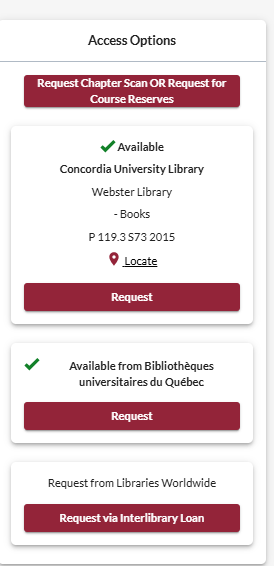 Access Options
Request Chapter Scan OR Request for
Course Reserves
Available
Concordia University Library
Webster Library
- Books
P 119.3 S73 2015
Locate
Request
Available from Bibliothèques
universitaires du Québec
Request
Request from Libraries Worldwide
Request via Interlibrary Loan